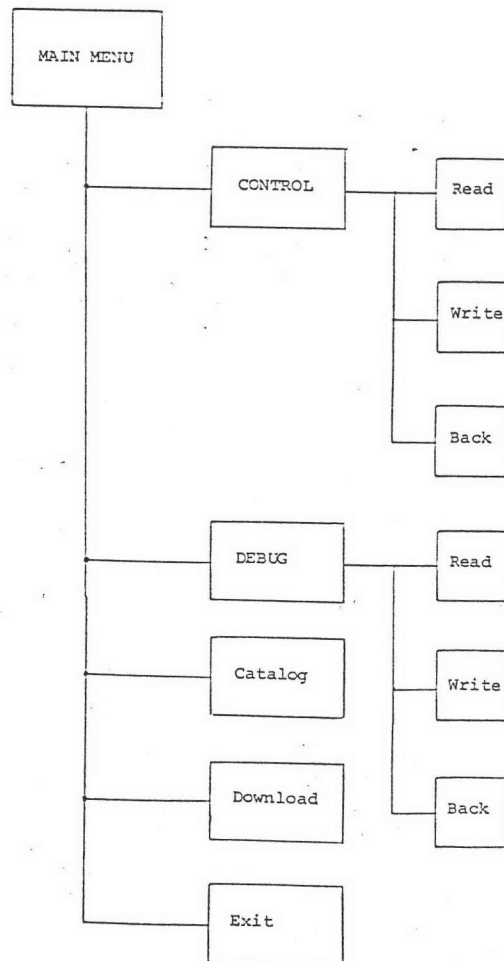 MAIN MENU
CONTROL
Read
Write
Back
DEBUG
Read
Catalog
Write
Download
Back
Exit